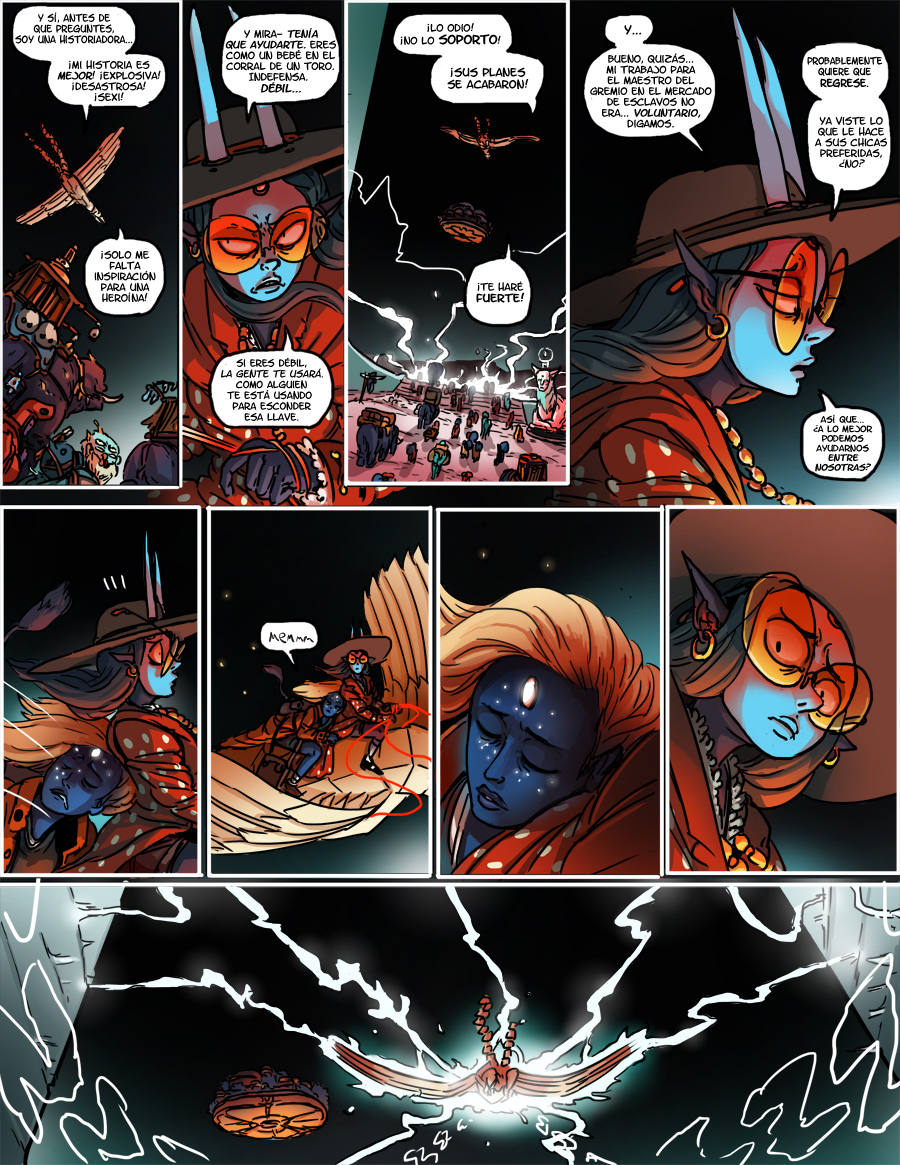 Y SÍ, ANTES DE
QUE PREGUNTES,
SOY UNA HISTORIADORA...
¡MI HISTORIA ES
MEJOR! ¡EXPLOSIVA!
¡DESASTROSA!
¡SEXI!
¡SOLO ME
FALTA
INSPIRACIÓN
PARA UNA
HEROÍNA!
Y MIRA- TENÍA
QUE AYUDARTE. ERES
COMO UN BEBÉ EN EL
CORRAL DE UN TORO.
INDEFENSA.
DÉBIL...
SI ERES DÉBIL,
LA GENTE TE USARÁ.
COMO ALGUIEN
TE ESTÁ USANDO
PARA ESCONDER
ESA LLAVE.
¡LO ODIO!
¡NO LO SOPORTO!
¡SUS PLANES
SE ACABARON!
¡TE HARÉ
FUERTE!
Y...
BUENO, QUIZÁS...
MI TRABAJO PARA
EL MAESTRO DEL
GREMIO EN EL MERCADO
DE ESCLAVOS NO
ERA... VOLUNTARIO,
DIGAMOS.
PROBABLEMENTE
QUIERE QUE
REGRESE.
YA VISTE LO
QUE LE HACE
A SUS CHICAS
PREFERIDAS,
¿NO?
ASÍ QUE...
¿A LO MEJOR
PODEMOS
AYUDARNOS
ENTRE
NOSOTRAS?
MEMMM